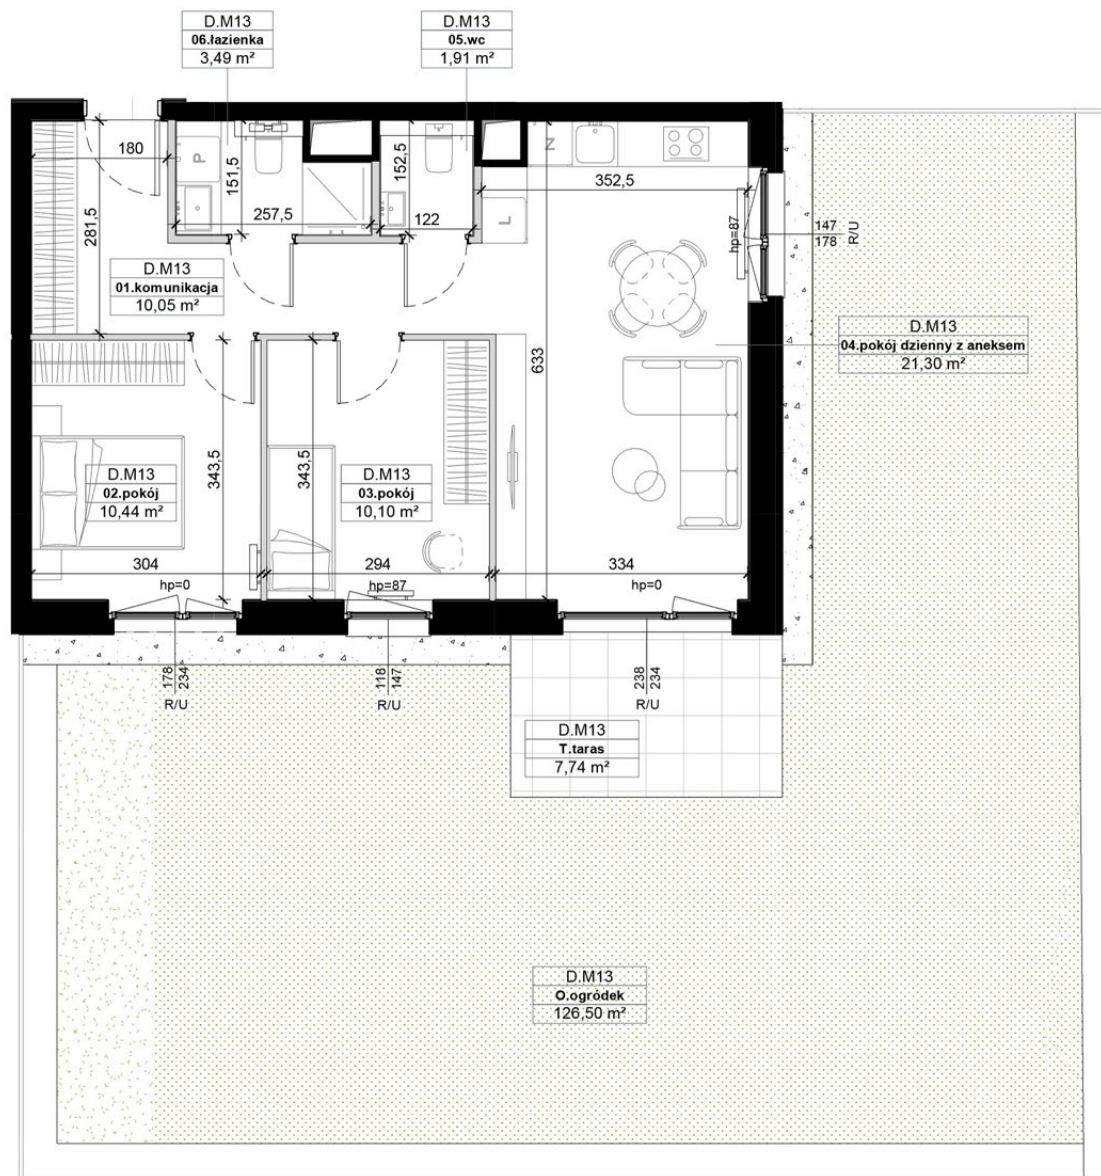 D.M13
06.łazienka
3,49 m²
D.M13
05.wc
1,91 m²
180
P
151,5
257,5
152,5
122
Z
352,5
L
281,5
hp=87
147
178
R/U
D.M13
01.komunikacja
10,05 m²
D.M13
04.pokój dzienny z aneksem
21,30 m²
633
343,5
343,5
D.M13
02.pokój
10,44 m²
D.M13
03.pokój
10,10 m²
304
294
334
hp=0
hp=87
hp=0
178
234
R/U
118
147
R/U
238
234
R/U
D.M13
T.taras
7,74 m²
D.M13
O.ogródek
126,50 m²